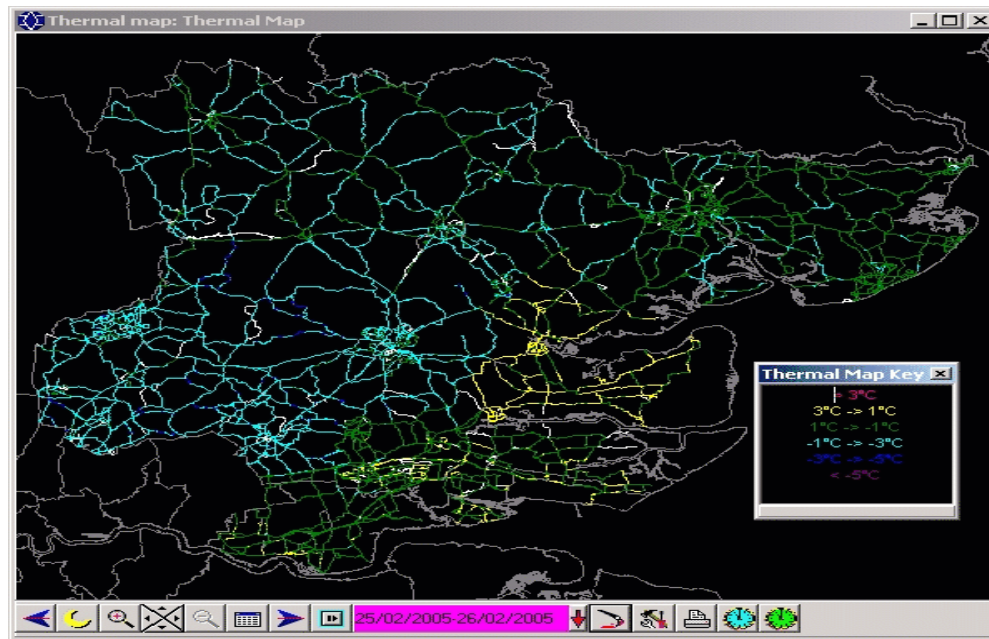 Thermal map: Thermal Map
Thermal Map Key
> 3°C
3°C -> 1°C
1°C -> -1°C
-1°C -> -3°C
-3°C -> -5°C
< -5°C
25/02/2005-26/02/2005